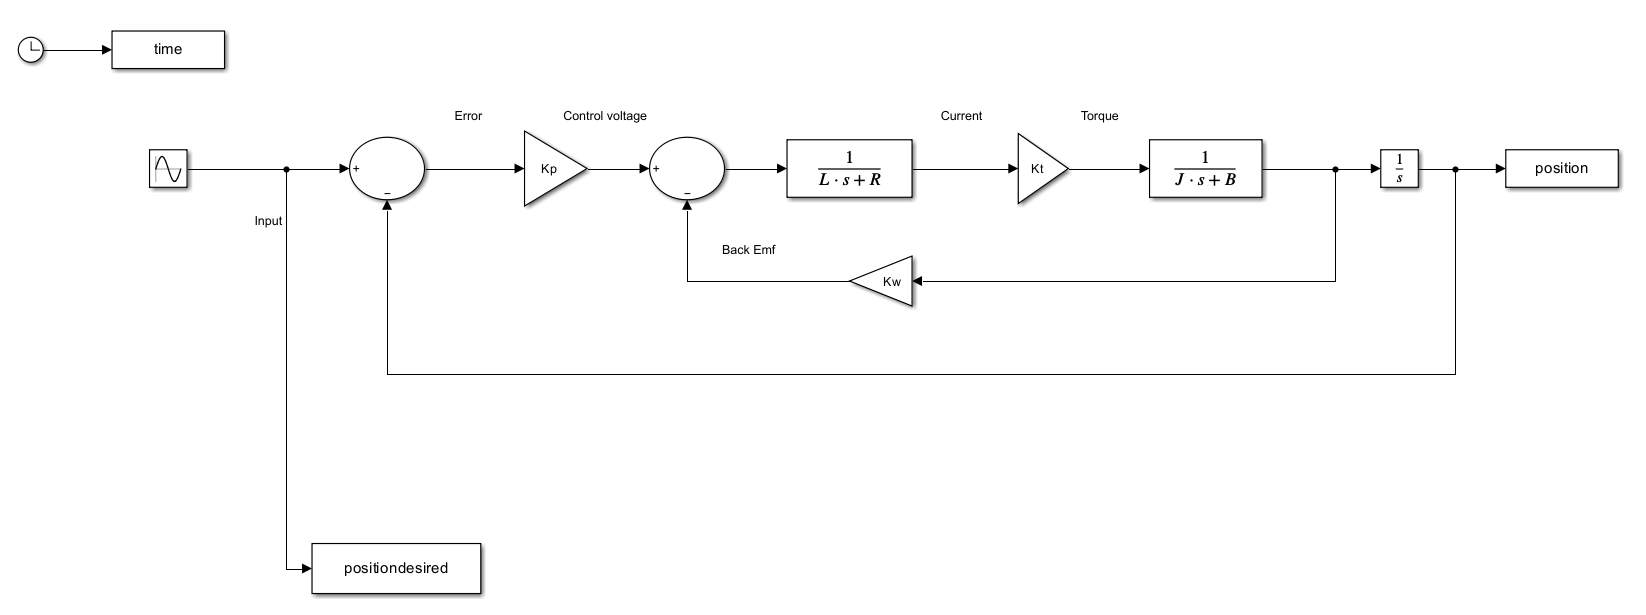 time
Error
Control voltage
Current
Torque
+
−
Kp
+
−
1
L · s + R
Kt
1
J · s + B
1
s
position
Input
Back Emf
Kw
positiondesired